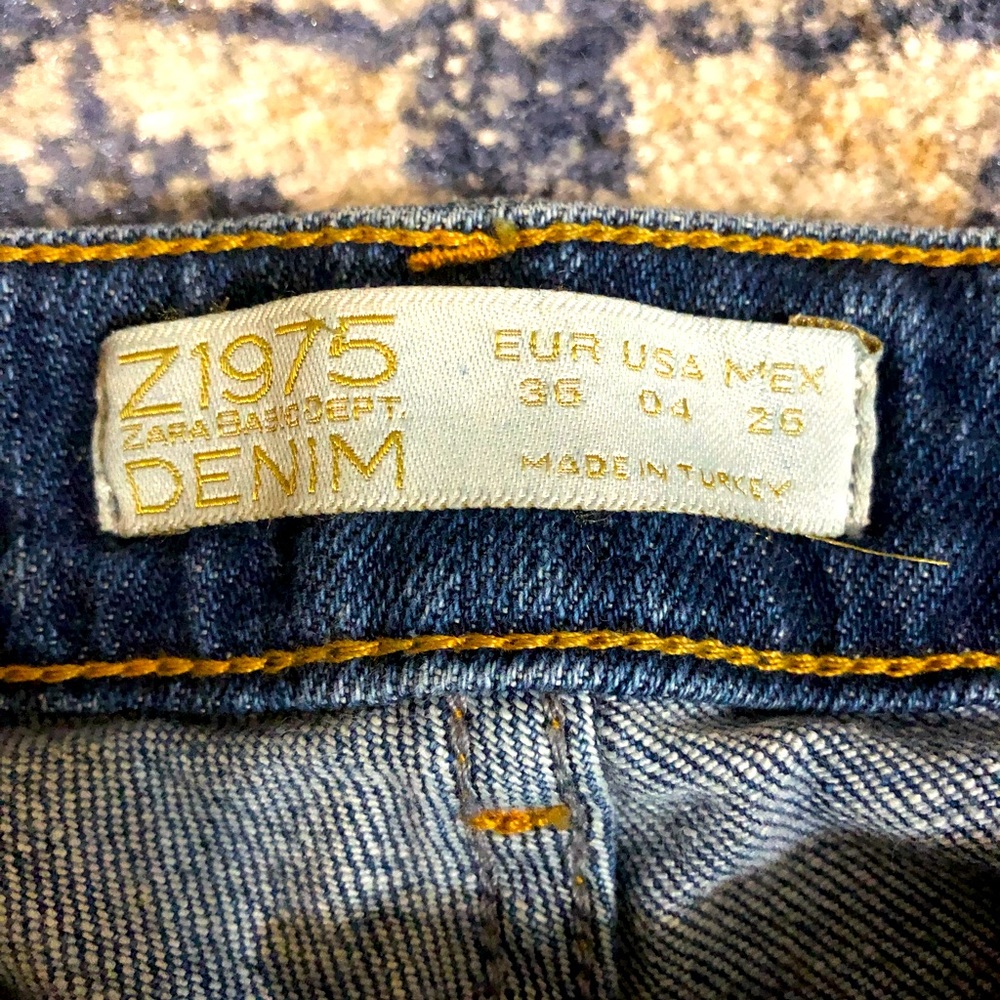 Z1975
ZARA BASIC DEPT.
DENIM
EUR USA MEX
36 04 26
MADE IN TURKEY